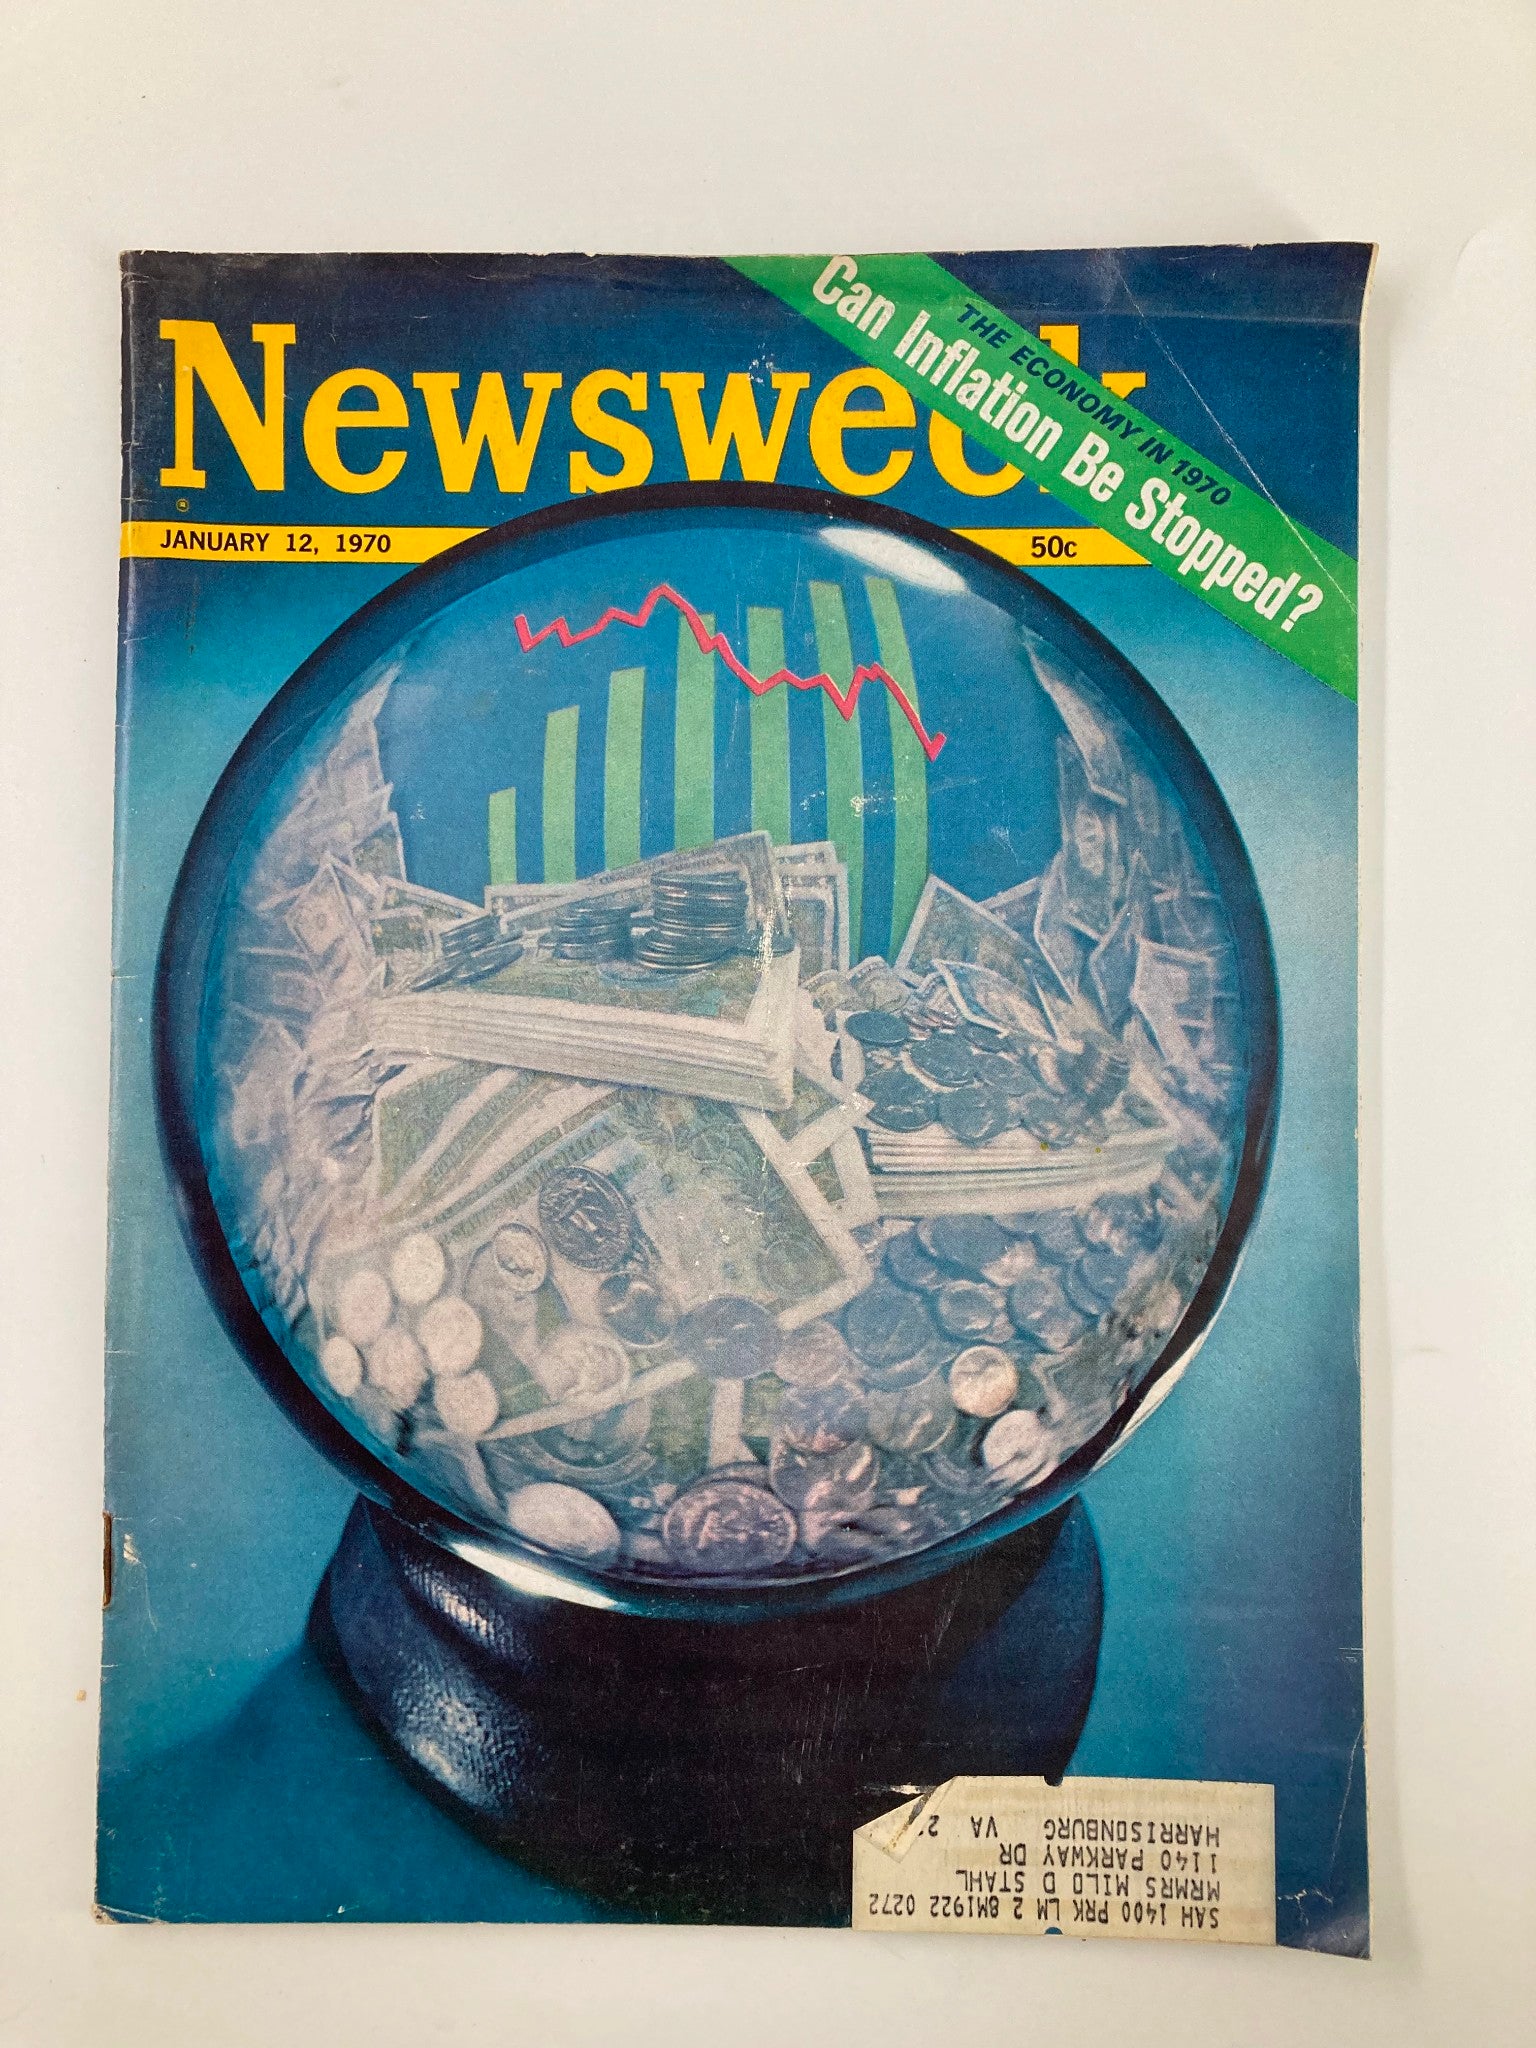 Newsweek
THE ECONOMY IN 1970
Can Inflation Be Stopped?
JANUARY 12, 1970
50c
SAH 1400 PRK LM 2 8M1922 0272
MRMRS MILO D STAHL
1140 PARKWAY DR
HARRISONBURG VA